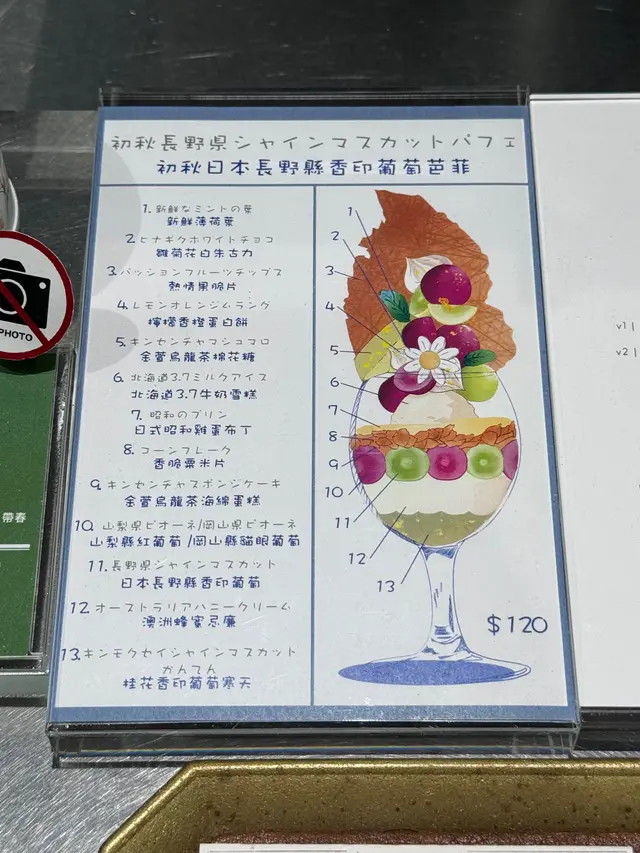 初秋長野県シャインマスカットパフェ
初秋日本長野縣香印葡萄芭菲
1. 新鮮なミントの葉
新鮮薄荷葉
2. ヒナギクホワイトチョコ
雛菊花白朱古力
3. パッションフルーツチップス
熱情果脆片
4. レモンオレンジムラング
檸檬香橙蛋白餅
5. キンセンチャマシュマロ
金萱烏龍茶棉花糖
6. 北海道3.7ミルクアイス
北海道3.7牛奶雪糕
7. 昭和のプリン
日式昭和雞蛋布丁
8. コーンフレーク
香脆粟米片
9. キンセンチャスポンジケーキ
金萱烏龍茶海綿蛋糕
10. 山梨県ピオーネ/岡山県ピオーネ
山梨縣紅葡萄/岡山縣貓眼葡萄
11. 長野県シャインマスカット
日本長野縣香印葡萄
12. オーストラリアハニークリーム
澳洲蜂蜜忌廉
13. キンモクセイシャインマスカット
かんてん
桂花香印葡萄寒天
1
2
3
4
5
6
7
8
9
10
11
12
13
$120
PHOTO
帶春
v1 |
v2 |